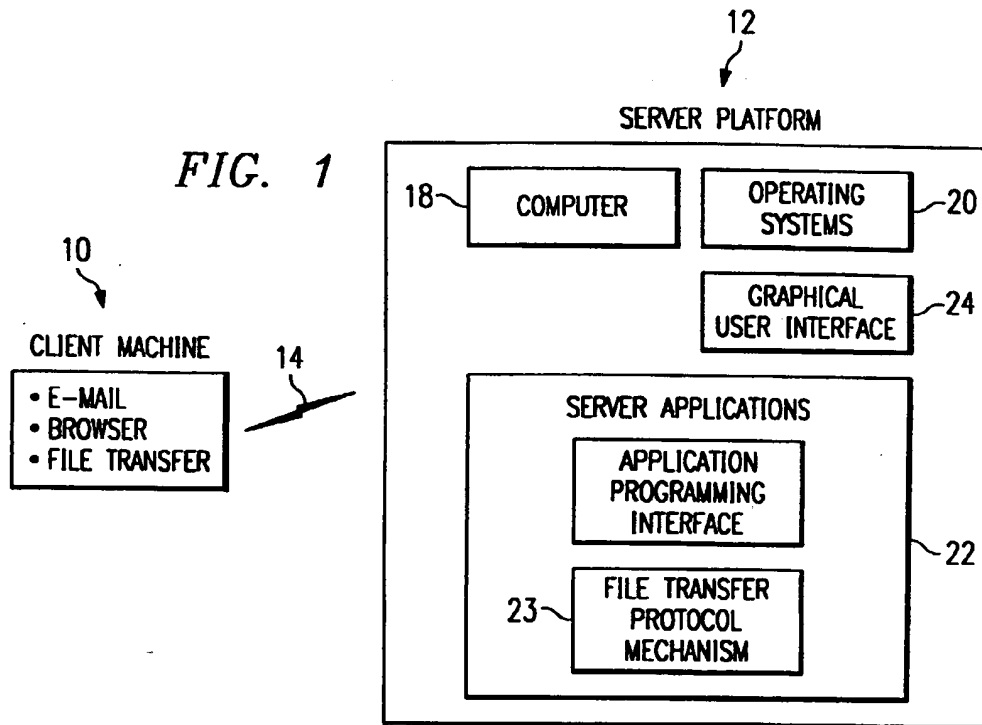 12
SERVER PLATFORM
FIG. 1
18
COMPUTER
OPERATING
SYSTEMS
20
10
GRAPHICAL
USER INTERFACE
24
CLIENT MACHINE
14
• E-MAIL
• BROWSER
• FILE TRANSFER
SERVER APPLICATIONS
APPLICATION
PROGRAMMING
INTERFACE
22
23
FILE TRANSFER
PROTOCOL
MECHANISM